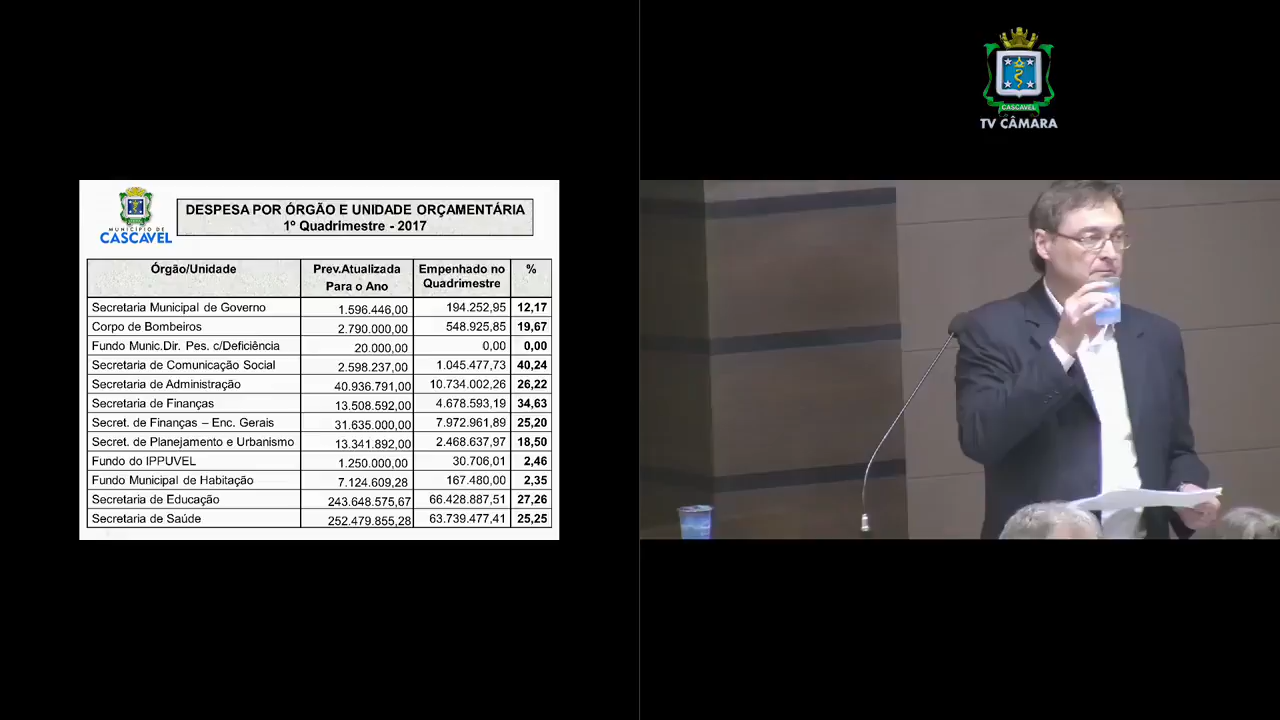 MUNICÍPIO DE
CASCAVEL
DESPESA POR ÓRGÃO E UNIDADE ORÇAMENTÁRIA
1º Quadrimestre - 2017
Órgão/Unidade Prev.Atualizada Para o Ano Empenhado no Quadrimestre %
Secretaria Municipal de Governo 1.596.446,00 194.252,95 12,17
Corpo de Bombeiros 2.790.000,00 548.925,85 19,67
Fundo Munic.Dir. Pes. c/Deficiência 20.000,00 0,00 0,00
Secretaria de Comunicação Social 2.598.237,00 1.045.477,73 40,24
Secretaria de Administração 40.936.791,00 10.734.002,26 26,22
Secretaria de Finanças 13.508.592,00 4.678.593,19 34,63
Secret. de Finanças – Enc. Gerais 31.635.000,00 7.972.961,89 25,20
Secret. de Planejamento e Urbanismo 13.341.892,00 2.468.637,97 18,50
Fundo do IPPUVEL 1.250.000,00 30.706,01 2,46
Fundo Municipal de Habitação 7.124.609,28 167.480,00 2,35
Secretaria de Educação 243.648.575,67 66.428.887,51 27,26
Secretaria de Saúde 252.479.855,28 63.739.477,41 25,25
CASCAVEL
TV CÂMARA